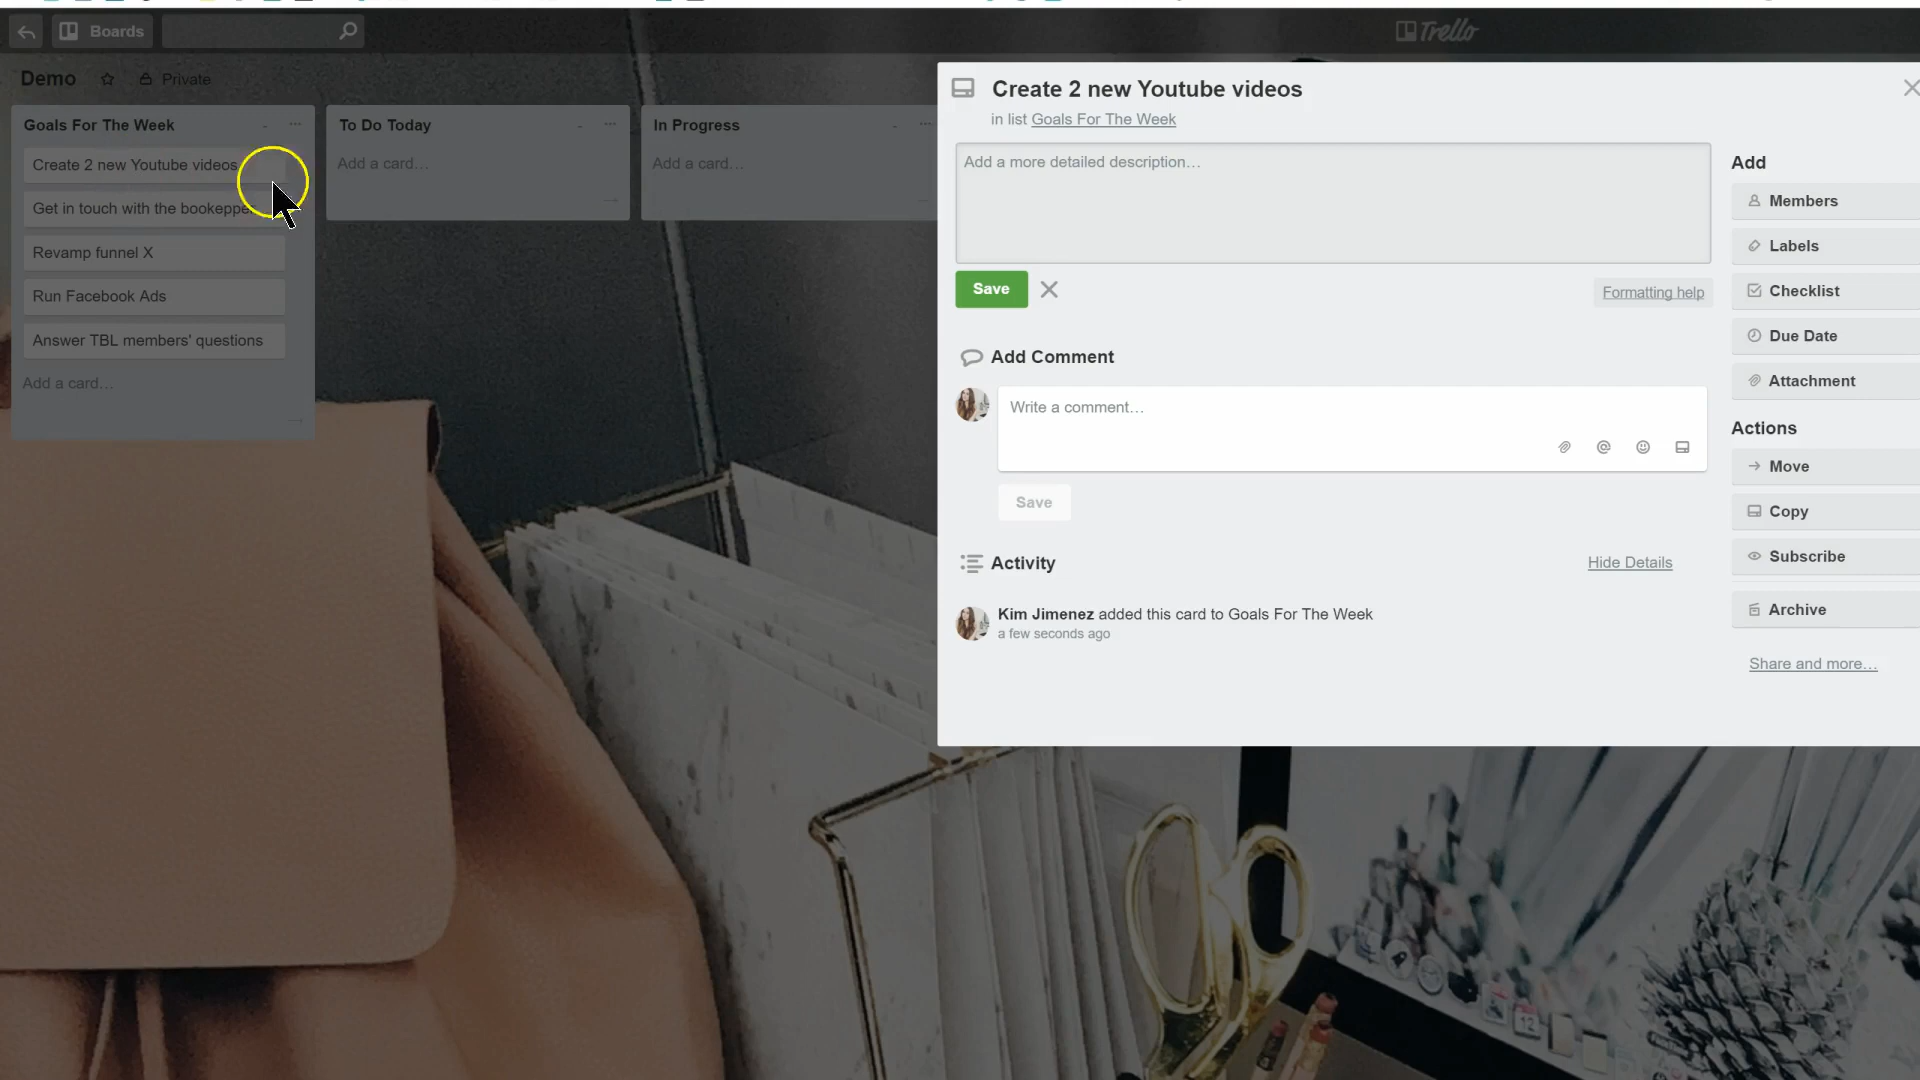 Boards
Trello
Demo
Private
Goals For The Week
Create 2 new Youtube videos
Get in touch with the bookepper
Revamp funnel X
Run Facebook Ads
Answer TBL members' questions
Add a card...
To Do Today
Add a card...
In Progress
Add a card...
Create 2 new Youtube videos
in list Goals For The Week
Add a more detailed description...
Save
Formatting help
Add Comment
Write a comment...
Save
Activity
Hide Details
Kim Jimenez added this card to Goals For The Week
a few seconds ago
Add
Members
Labels
Checklist
Due Date
Attachment
Actions
Move
Copy
Subscribe
Archive
Share and more...